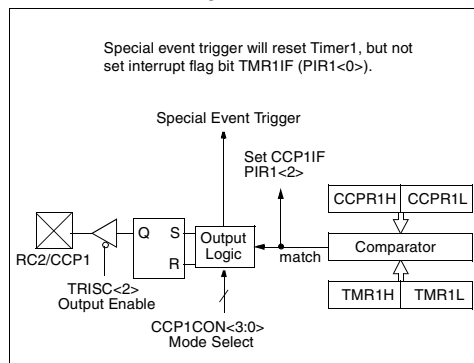 Special event trigger will reset Timer1, but not
set interrupt flag bit TMR1IF (PIR1<0>).
Special Event Trigger
Set CCP1IF
PIR1<2>
CCPR1H CCPR1L
Q S Output
Logic
R
match
Comparator
RC2/CCP1
TRISC<2>
Output Enable
TMR1H TMR1L
CCP1CON<3:0>
Mode Select